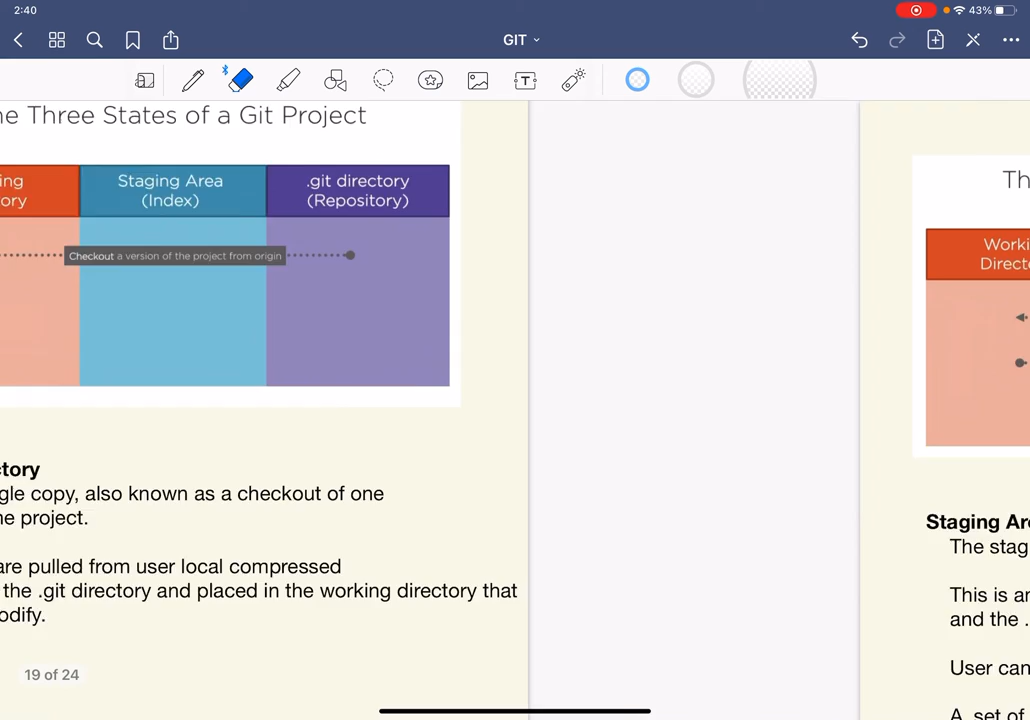 2:40
43%
GIT
T
he Three States of a Git Project
ing
ory
Staging Area
(Index)
.git directory
(Repository)
Checkout a version of the project from origin
ctory
gle copy, also known as a checkout of one
he project.
are pulled from user local compressed
the .git directory and placed in the working directory that
odify.
19 of 24
Th
Worki
Direct
Staging Are
The stag
This is an
and the .
User can
A set of